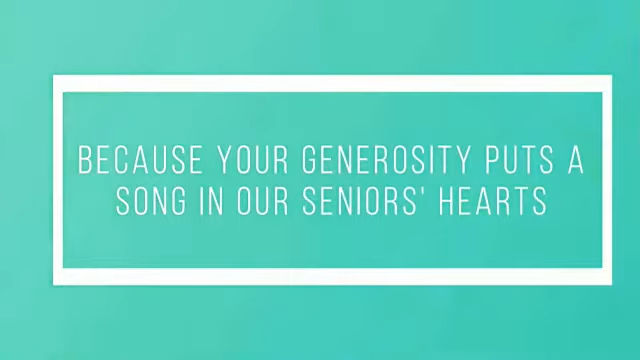 BECAUSE YOUR GENEROSITY PUTS A
SONG IN OUR SENIORS' HEARTS